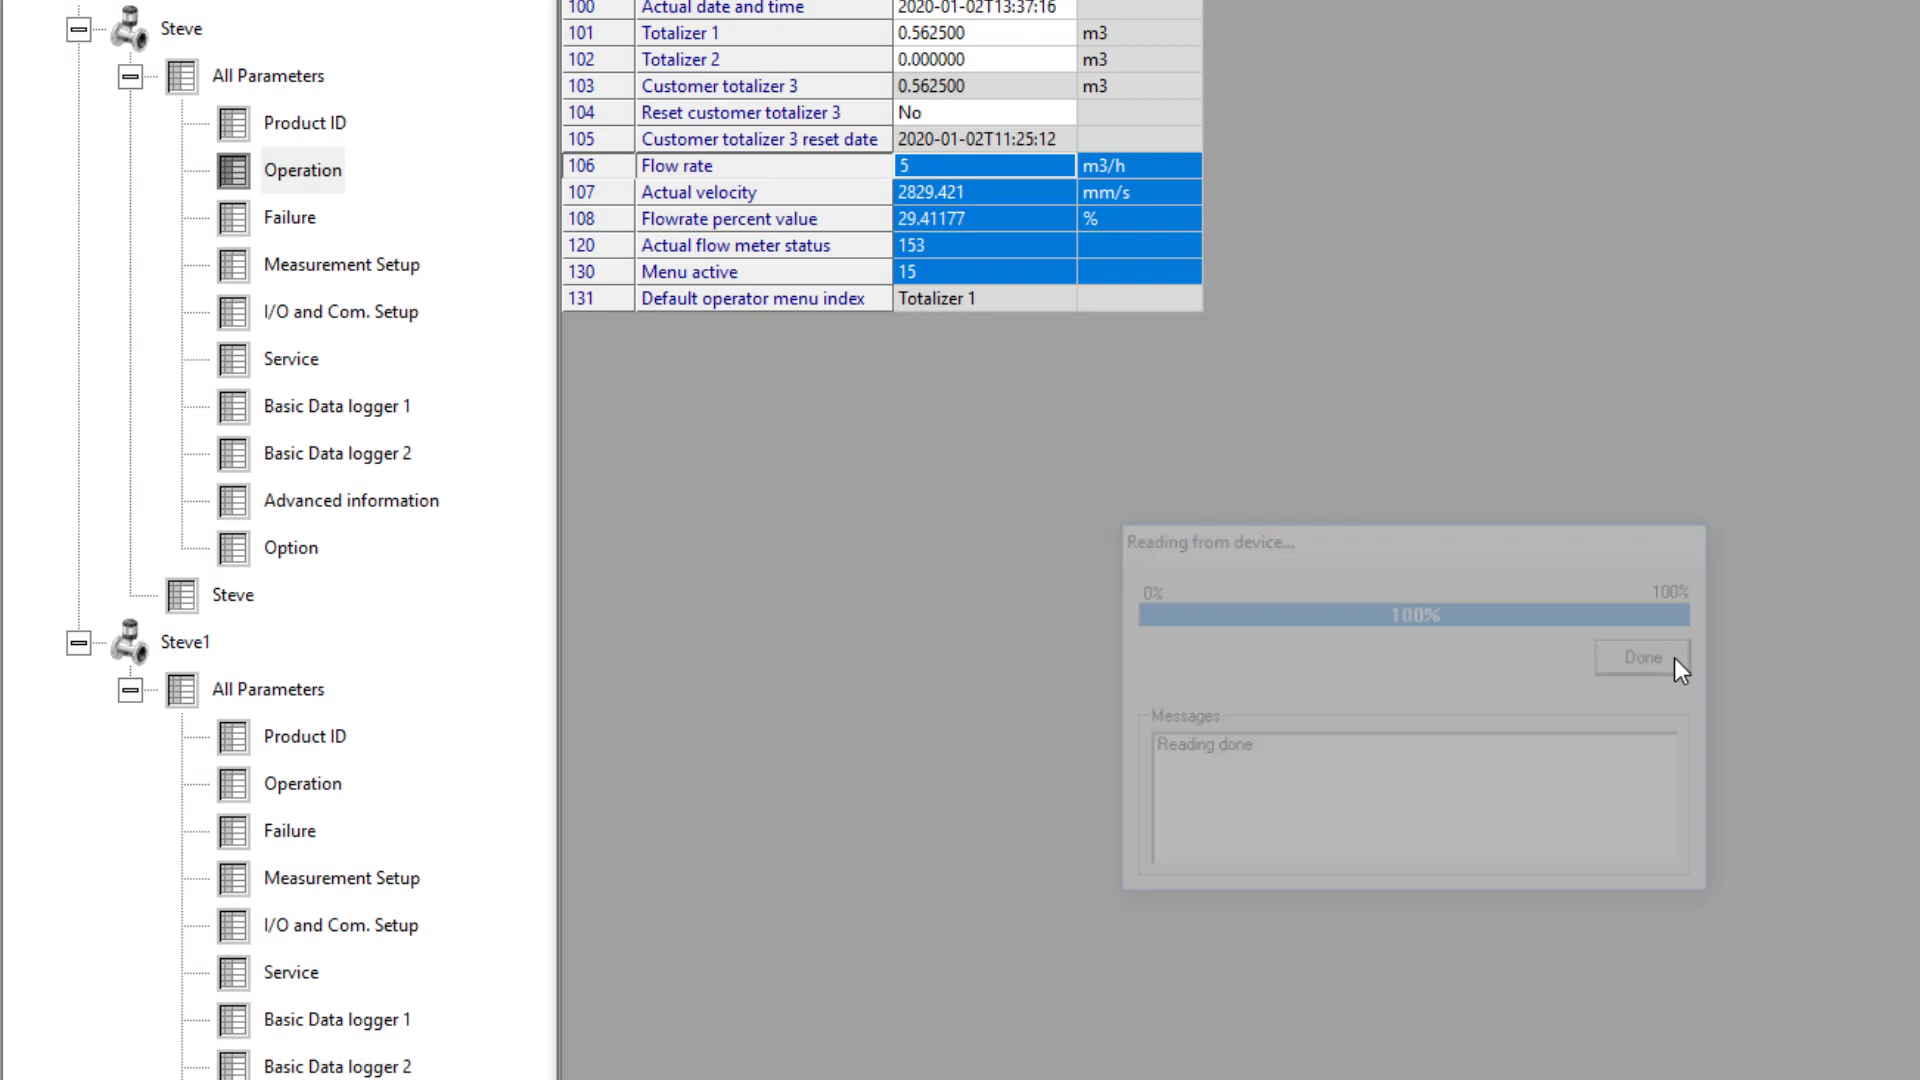 Steve
All Parameters
Product ID
Operation
Failure
Measurement Setup
I/O and Com. Setup
Service
Basic Data logger 1
Basic Data logger 2
Advanced information
Option
Steve
Steve1
All Parameters
Product ID
Operation
Failure
Measurement Setup
I/O and Com. Setup
Service
Basic Data logger 1
Basic Data logger 2
100 Actual date and time 2020-01-02T13:37:16
101 Totalizer 1 0.562500 m3
102 Totalizer 2 0.000000 m3
103 Customer totalizer 3 0.562500 m3
104 Reset customer totalizer 3 No
105 Customer totalizer 3 reset date 2020-01-02T11:25:12
106 Flow rate 5 m3/h
107 Actual velocity 2829.421 mm/s
108 Flowrate percent value 29.41177 %
120 Actual flow meter status 153
130 Menu active 15
131 Default operator menu index Totalizer 1
Reading from device...
0% 100%
100%
Done
Messages
Reading done